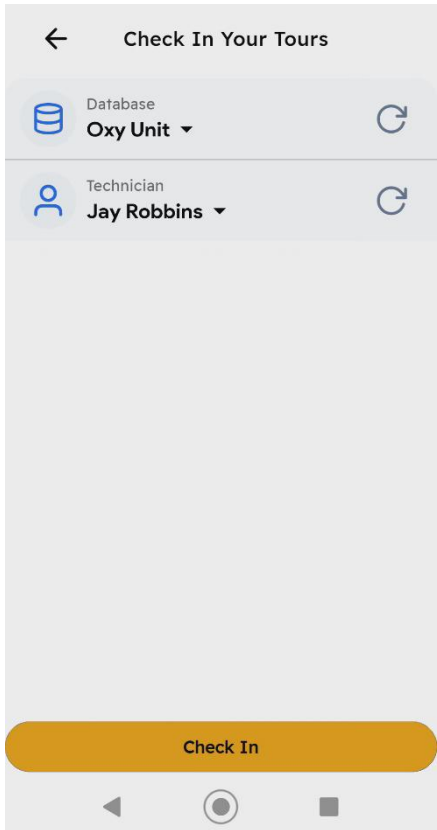 Check In Your Tours
Database
Oxy Unit
Technician
Jay Robbins
Check In